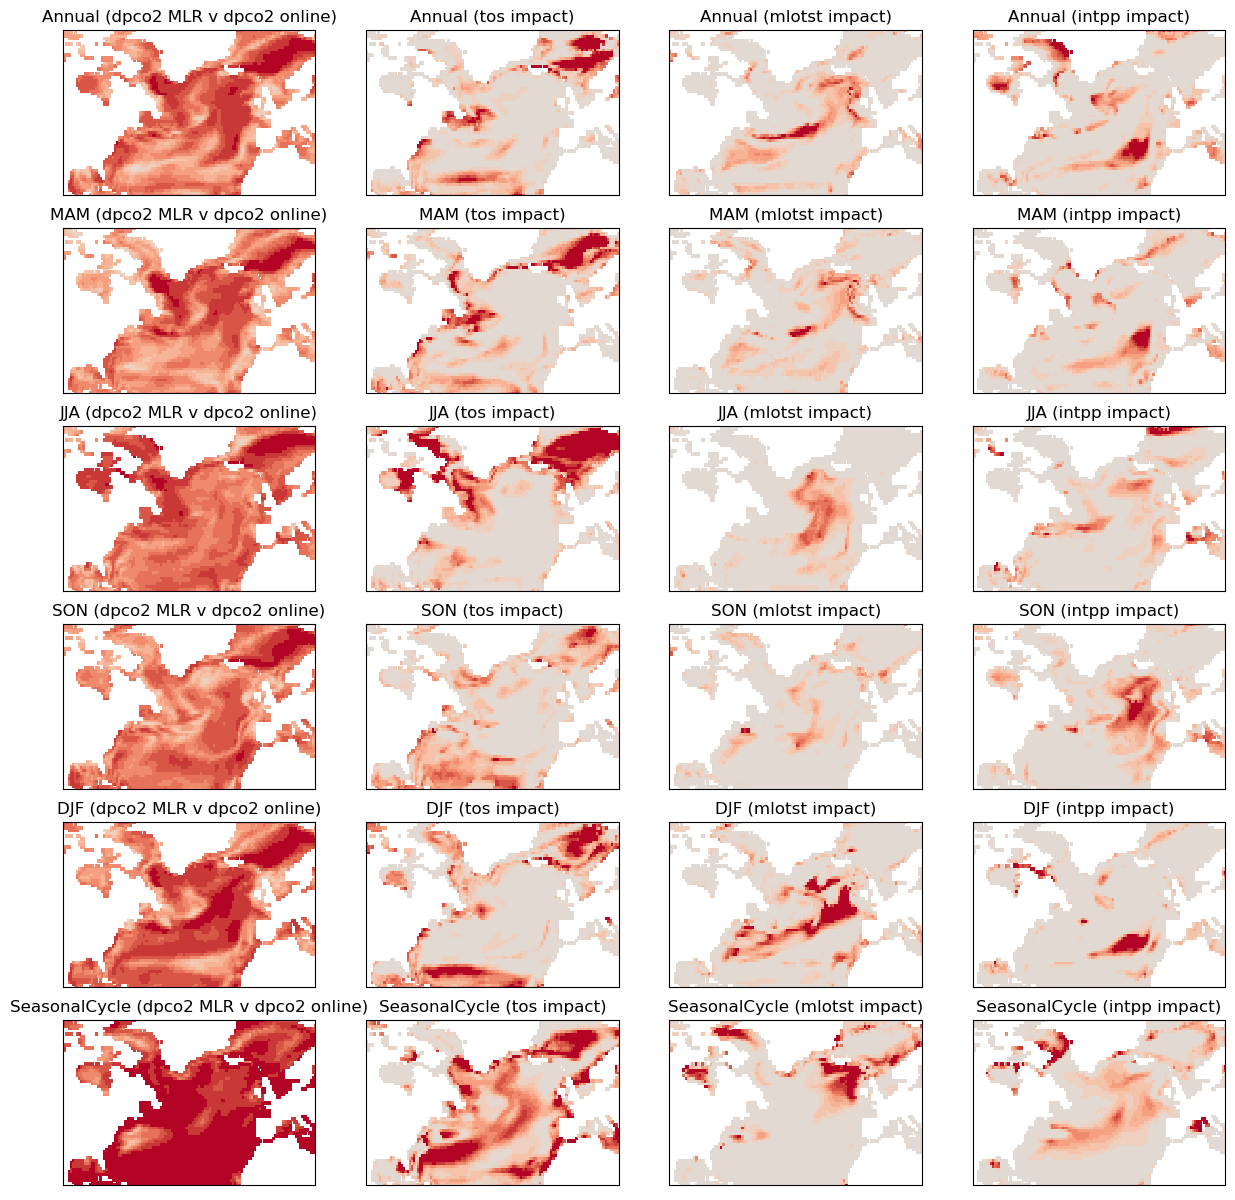 Annual (dpco2 MLR v dpco2 online)
Annual (tos impact)
Annual (mlotst impact)
Annual (intpp impact)
MAM (dpco2 MLR v dpco2 online)
MAM (tos impact)
MAM (mlotst impact)
MAM (intpp impact)
JJA (dpco2 MLR v dpco2 online)
JJA (tos impact)
JJA (mlotst impact)
JJA (intpp impact)
SON (dpco2 MLR v dpco2 online)
SON (tos impact)
SON (mlotst impact)
SON (intpp impact)
DJF (dpco2 MLR v dpco2 online)
DJF (tos impact)
DJF (mlotst impact)
DJF (intpp impact)
SeasonalCycle (dpco2 MLR v dpco2 online)
SeasonalCycle (tos impact)
SeasonalCycle (mlotst impact)
SeasonalCycle (intpp impact)